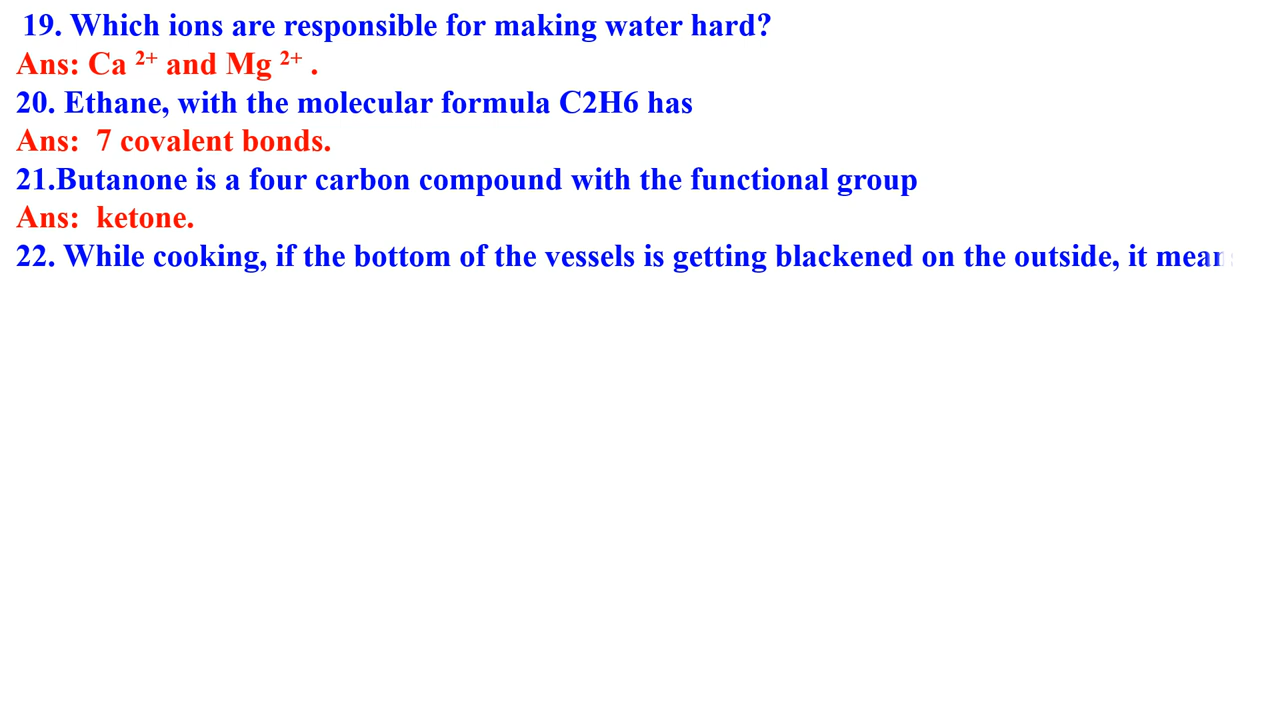 19. Which ions are responsible for making water hard?
Ans: Ca ²⁺ and Mg ²⁺ .
20. Ethane, with the molecular formula C2H6 has
Ans:  7 covalent bonds.
21.Butanone is a four carbon compound with the functional group
Ans:  ketone.
22. While cooking, if the bottom of the vessels is getting blackened on the outside, it means